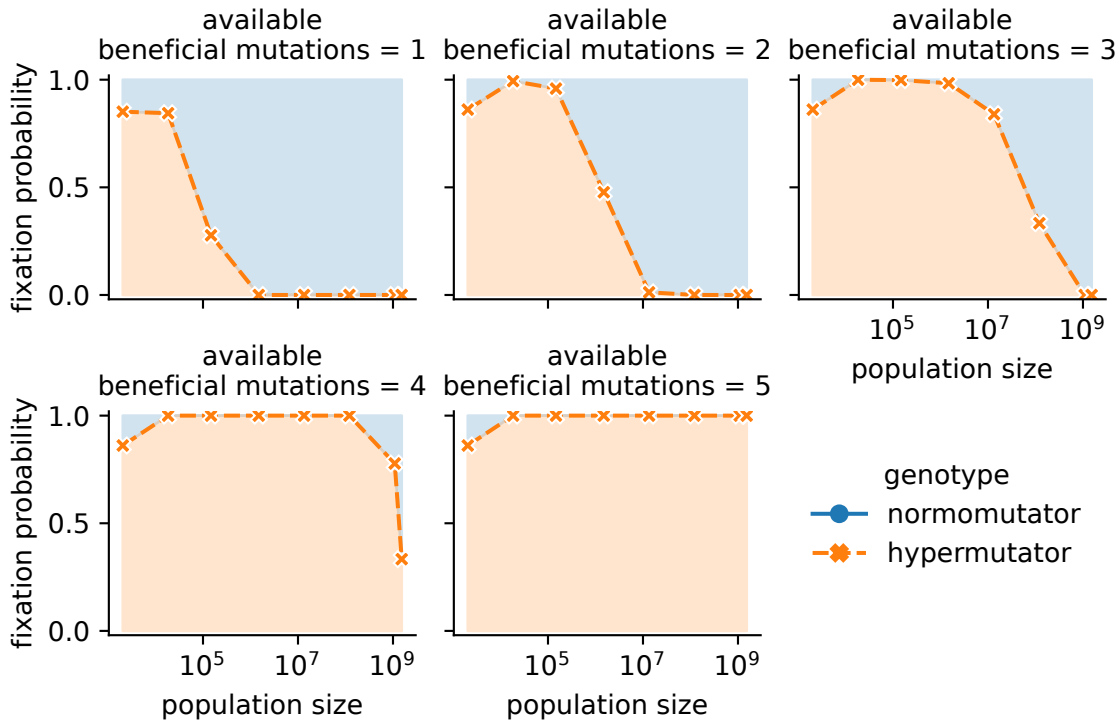 available
beneficial mutations = 1
available
beneficial mutations = 2
available
beneficial mutations = 3
fixation probability
1.0
0.5
0.0
10^5
10^7
10^9
population size
available
beneficial mutations = 4
available
beneficial mutations = 5
fixation probability
1.0
0.5
0.0
10^5
10^7
10^9
population size
10^5
10^7
10^9
population size
genotype
normomutator
hypermutator